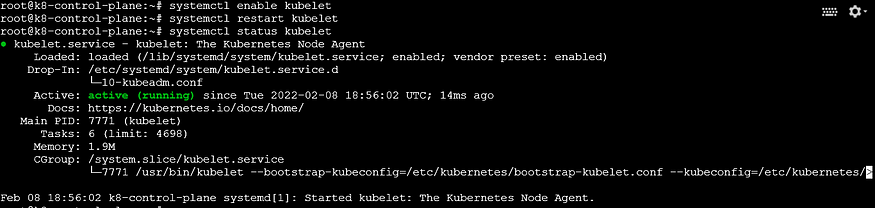 root@k8-control-plane:~# systemctl enable kubelet
root@k8-control-plane:~# systemctl restart kubelet
root@k8-control-plane:~# systemctl status kubelet
● kubelet.service - kubelet: The Kubernetes Node Agent
Loaded: loaded (/lib/systemd/system/kubelet.service; enabled; vendor preset: enabled)
Drop-In: /etc/systemd/system/kubelet.service.d
└─10-kubeadm.conf
Active: active (running) since Tue 2022-02-08 18:56:02 UTC; 14ms ago
Docs: https://kubernetes.io/docs/home/
Main PID: 7771 (kubelet)
Tasks: 6 (limit: 4698)
Memory: 1.9M
CGroup: /system.slice/kubelet.service
└─7771 /usr/bin/kubelet --bootstrap-kubeconfig=/etc/kubernetes/bootstrap-kubelet.conf --kubeconfig=/etc/kubernetes/>
Feb 08 18:56:02 k8-control-plane systemd[1]: Started kubelet: The Kubernetes Node Agent.